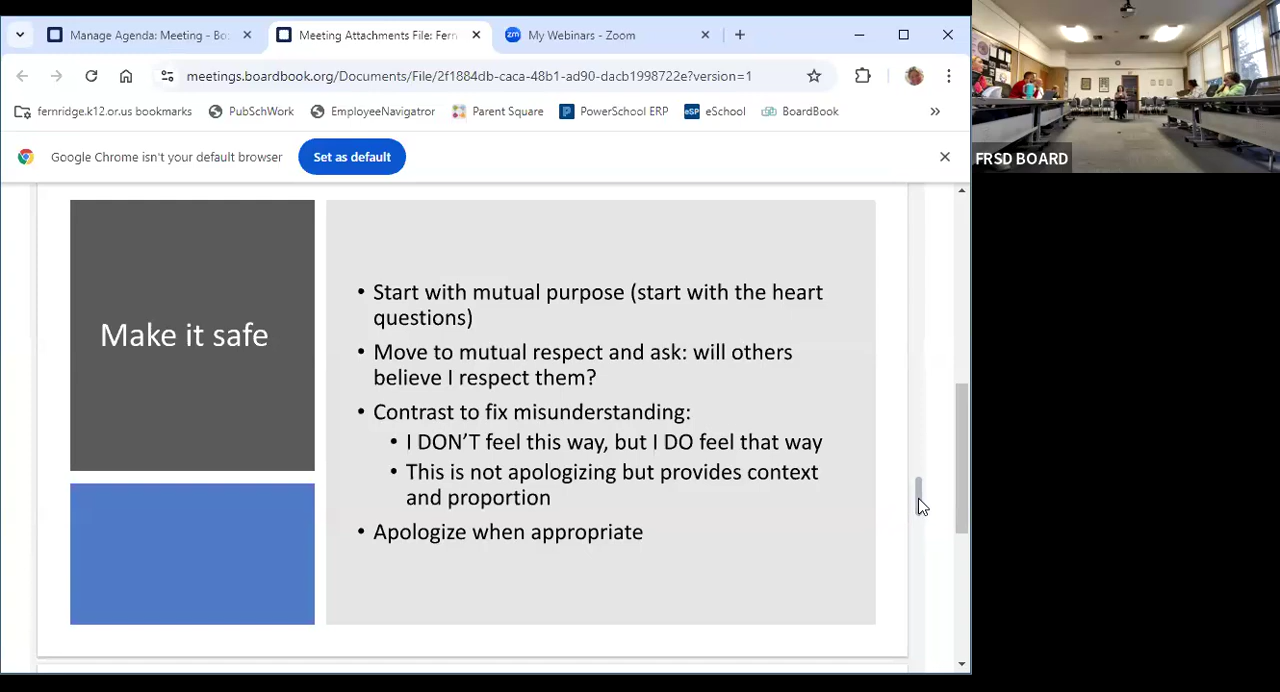 Manage Agenda: Meeting - Bo
Meeting Attachments File: Fern
zm
My Webinars - Zoom
meetings.boardbook.org/Documents/File/2f1884db-caca-48b1-ad90-dacb1998722e?version=1
fernridge.k12.or.us bookmarks
PubSchWork
EmployeeNavigator
Parent Square
PowerSchool ERP
eSP
eSchool
BoardBook
Google Chrome isn't your default browser
Set as default
FRSD BOARD
Make it safe
• Start with mutual purpose (start with the heart
questions)
• Move to mutual respect and ask: will others
believe I respect them?
• Contrast to fix misunderstanding:
• I DON'T feel this way, but I DO feel that way
• This is not apologizing but provides context
and proportion
• Apologize when appropriate